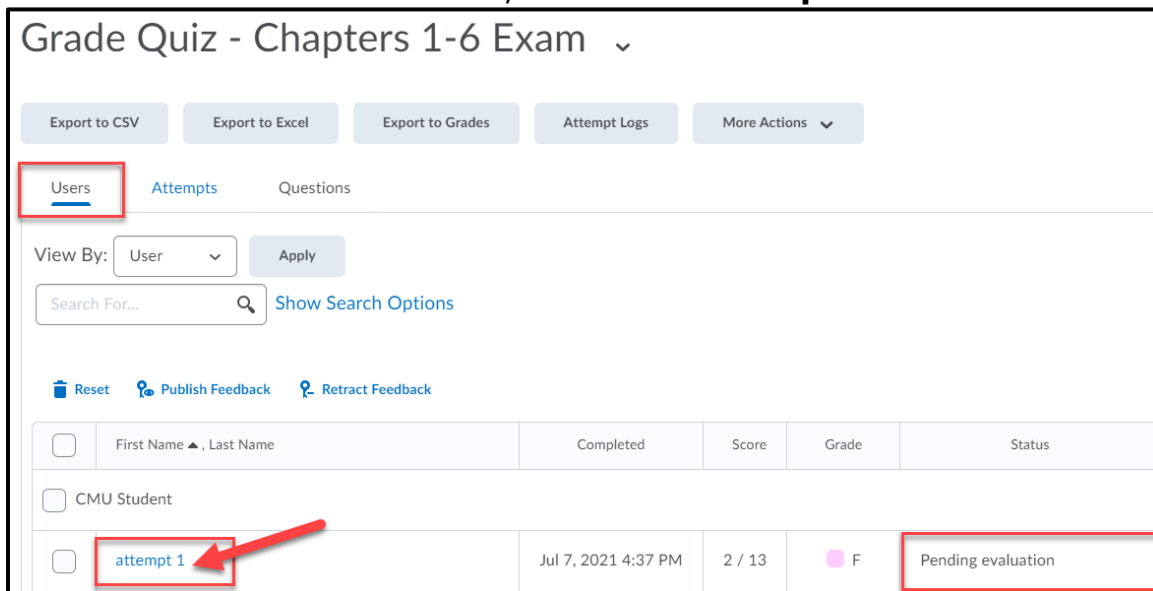 Grade Quiz - Chapters 1-6 Exam
Export to CSV Export to Excel Export to Grades Attempt Logs More Actions
Users Attempts Questions
View By: User Apply
Search For... Show Search Options
Reset Publish Feedback Retract Feedback
First Name ▲ , Last Name Completed Score Grade Status
CMU Student
attempt 1 Jul 7, 2021 4:37 PM 2 / 13 F Pending evaluation